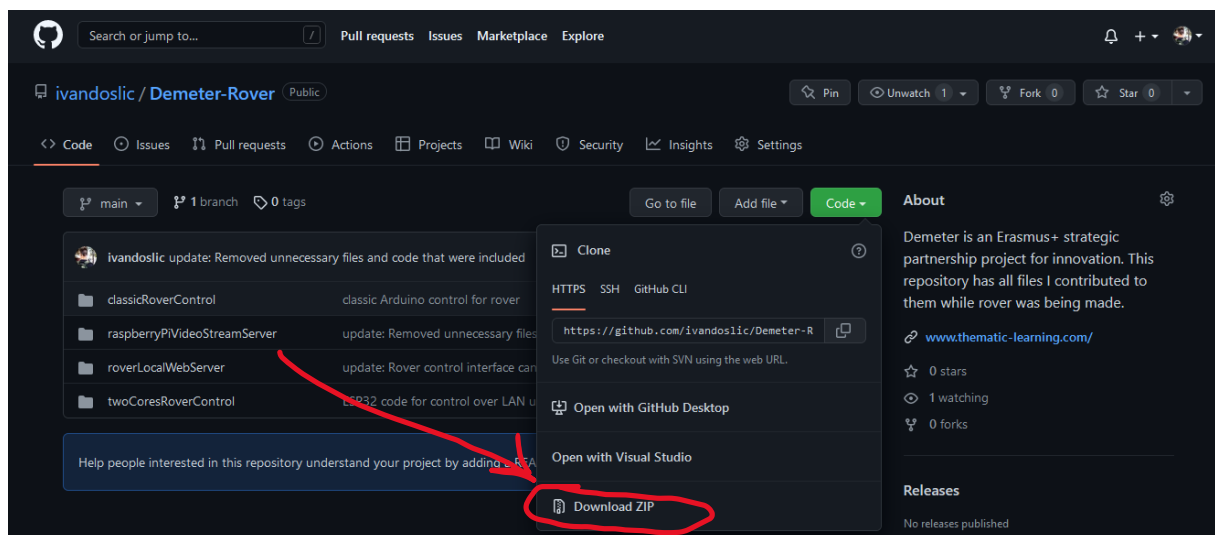 Search or jump to... /
Pull requests Issues Marketplace Explore
ivandoslic / Demeter-Rover Public
Pin Unwatch 1 Fork 0 Star 0
Code Issues Pull requests Actions Projects Wiki Security Insights Settings
main 1 branch 0 tags
Go to file Add file Code
ivandoslic update: Removed unnecessary files and code that were included
classicRoverControl classic Arduino control for rover
raspberryPiVideoStreamServer update: Removed unnecessary files
roverLocalWebServer update: Rover control interface can
twoCoresRoverControl ESP32 code for control over LAN u
Help people interested in this repository understand your project by adding a REA
Clone
HTTPS SSH GitHub CLI
https://github.com/ivandoslic/Demeter-R
Use Git or checkout with SVN using the web URL.
Open with GitHub Desktop
Open with Visual Studio
Download ZIP
About
Demeter is an Erasmus+ strategic
partnership project for innovation. This
repository has all files I contributed to
them while rover was being made.
www.thematic-learning.com/
0 stars
1 watching
0 forks
Releases
No releases published